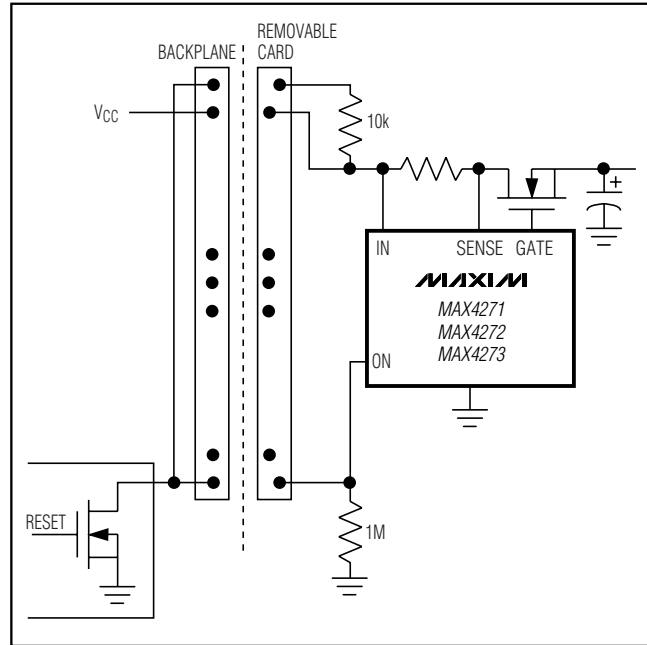 BACKPLANE
REMOVABLE
CARD
VCC
10k
+
IN
SENSE
GATE
MAXIM
MAX4271
MAX4272
MAX4273
ON
RESET
1M